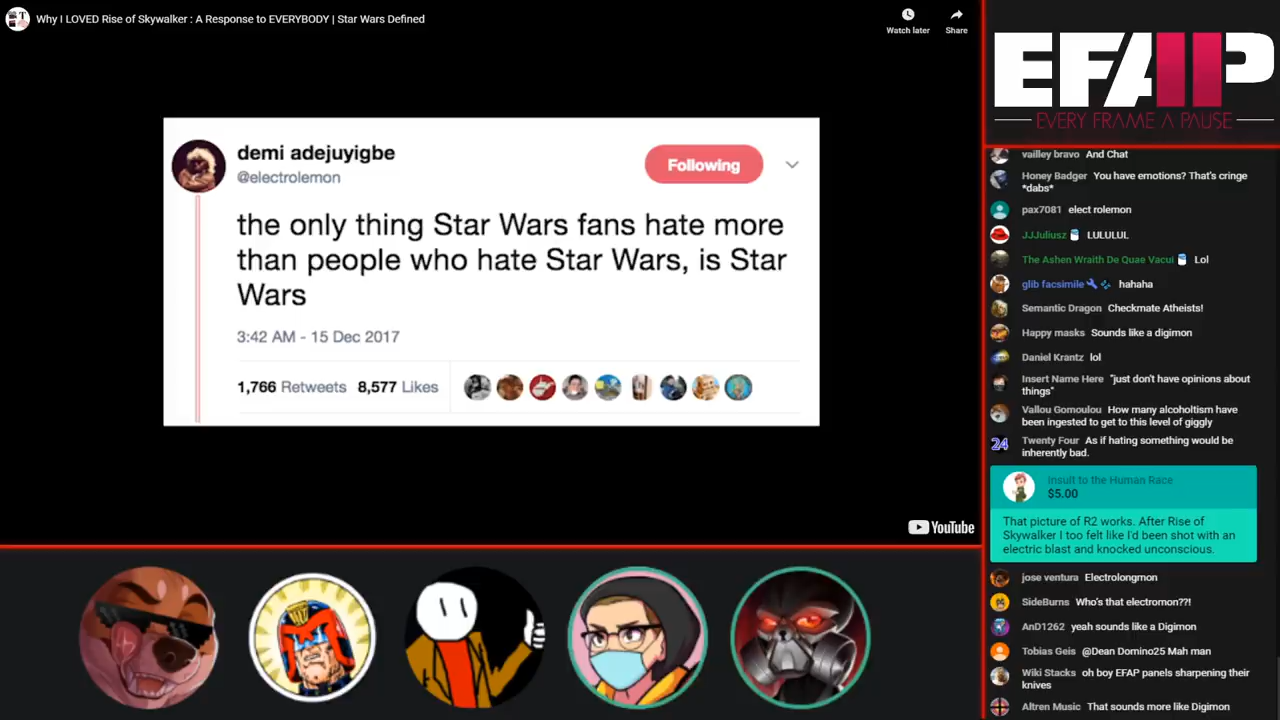 Why I LOVED Rise of Skywalker : A Response to EVERYBODY | Star Wars Defined
Watch later
Share
demi adejuyigbe
@electrolemon
Following
the only thing Star Wars fans hate more
than people who hate Star Wars, is Star
Wars
3:42 AM - 15 Dec 2017
1,766 Retweets 8,577 Likes
YouTube
EFAP
EVERY FRAME A PAUSE
vailley bravo And Chat
Honey Badger You have emotions? That's cringe
*dabs*
pax7081 elect rolemon
JJJuliusz LULULUL
The Ashen Wraith De Quae Vacui Lol
glib facsimile hahaha
Semantic Dragon Checkmate Atheists!
Happy masks Sounds like a digimon
Daniel Krantz lol
Insert Name Here "just don't have opinions about
things"
Vallou Gomoulou How many alcoholtism have
been ingested to get to this level of giggly
24 Twenty Four As if hating something would be
inherently bad.
Insult to the Human Race
$5.00
That picture of R2 works. After Rise of
Skywalker I too felt like I'd been shot with an
electric blast and knocked unconscious.
jose ventura Electrolongmon
SideBurns Who's that electromon??!
AnD1262 yeah sounds like a Digimon
Tobias Geis @Dean Domino25 Mah man
Wiki Stacks oh boy EFAP panels sharpening their
knives
Altren Music That sounds more like Digimon